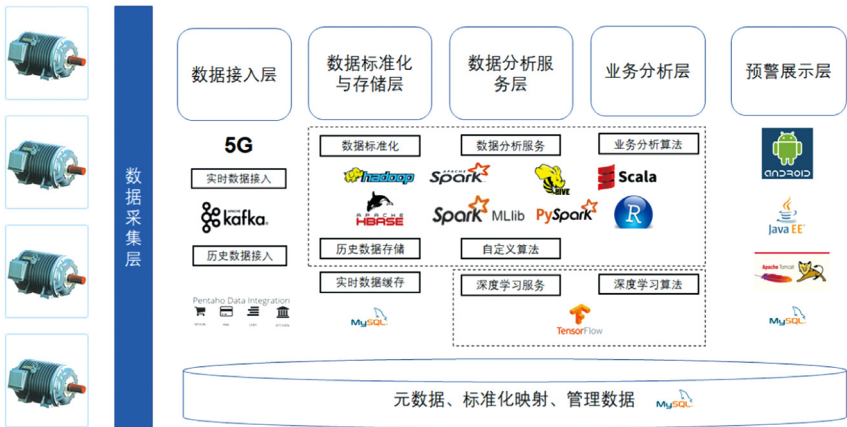 数据采集层
数据接入层
数据标准化
与存储层
数据分析服
务层
业务分析层
预警展示层
5G
实时数据接入
APACHE
kafka
历史数据接入
Pentaho Data Integration
数据标准化
数据分析服务
业务分析算法
hadoop
APACHE
Spark
HIVE
Scala
APACHE
HBASE
Spark MLlib
PySpark
R
历史数据存储
自定义算法
实时数据缓存
MySQL
深度学习服务
深度学习算法
TensorFlow
ANDROID
Java EE
Apache Tomcat
MySQL
元数据、标准化映射、管理数据
MySQL